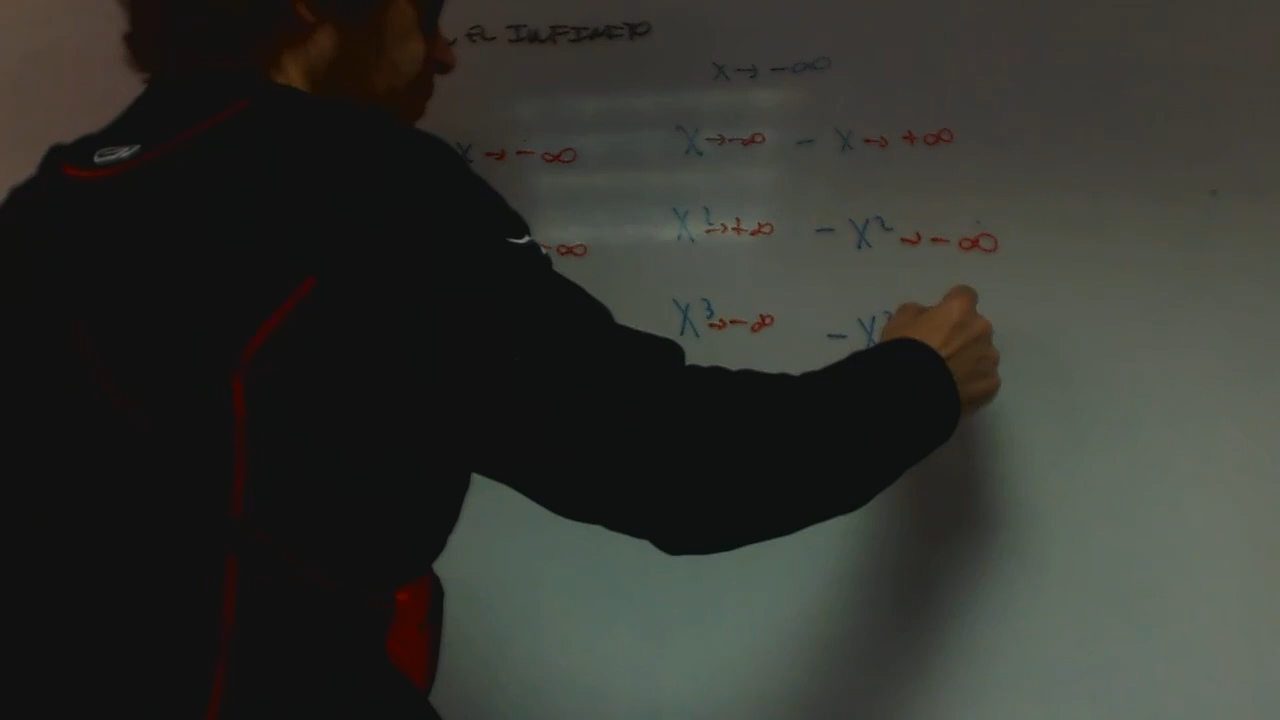 EL INFINITO
x → -∞
x → -∞ x → -∞ - x → +∞
-∞ x² → +∞ - x² → -∞
x³ → -∞ - x³